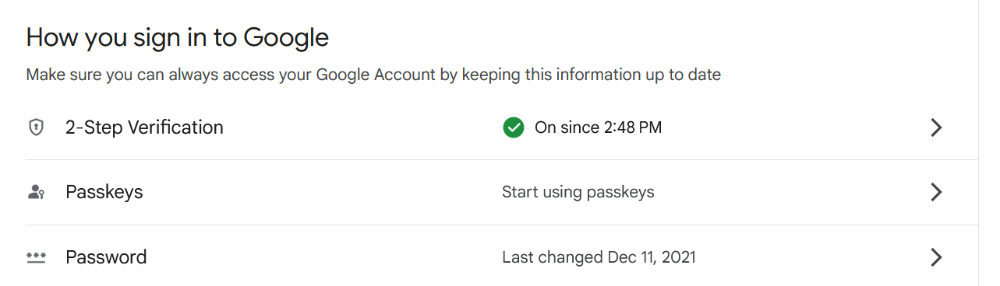 How you sign in to Google
Make sure you can always access your Google Account by keeping this information up to date
2-Step Verification On since 2:48 PM
Passkeys Start using passkeys
Password Last changed Dec 11, 2021